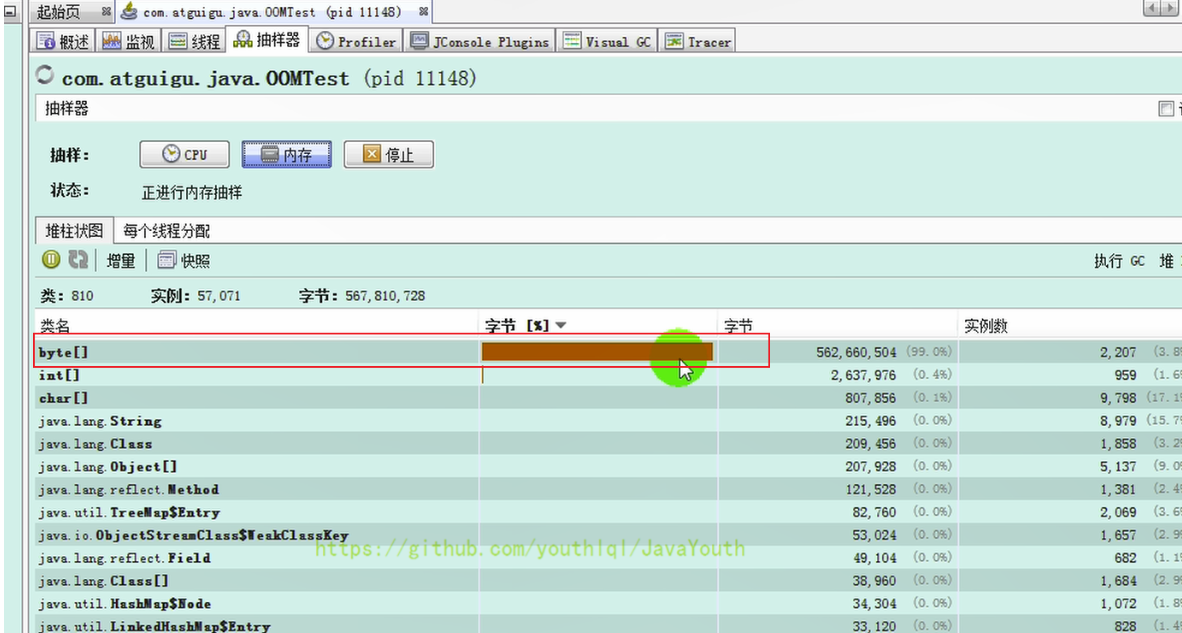 起始页 com.atguigu.java.OOMTest (pid 11148)
概述 监视 线程 抽样器 Profiler JConsole Plugins Visual GC Tracer
com.atguigu.java.OOMTest (pid 11148)
抽样器
抽样: CPU 内存 停止
状态: 正进行内存抽样
堆柱状图 每个线程分配
增量 快照 执行 GC 堆
类: 810 实例: 57,071 字节: 567,810,728
类名 字节 [%] 字节 实例数
byte[] 562,660,504 (99.0%) 2,207 (3.8%
int[] 2,637,976 (0.4%) 959 (1.6%
char[] 807,856 (0.1%) 9,798 (17.1%
java.lang.String 215,496 (0.0%) 8,979 (15.7%
java.lang.Class 209,456 (0.0%) 1,858 (3.2%
java.lang.Object[] 207,928 (0.0%) 5,137 (9.0%
java.lang.reflect.Method 121,528 (0.0%) 1,381 (2.4%
java.util.TreeMap$Entry 82,760 (0.0%) 2,069 (3.6%
java.io.ObjectStreamClass$WeakClassKey 53,024 (0.0%) 1,657 (2.9%
https://github.com/youthlql/JavaYouth
java.lang.reflect.Field 49,104 (0.0%) 682 (1.1%
java.lang.Class[] 38,960 (0.0%) 1,684 (2.9%
java.util.HashMap$Node 34,304 (0.0%) 1,072 (1.8%
java.util.LinkedHashMap$Entry 33,120 (0.0%) 828 (1.4%